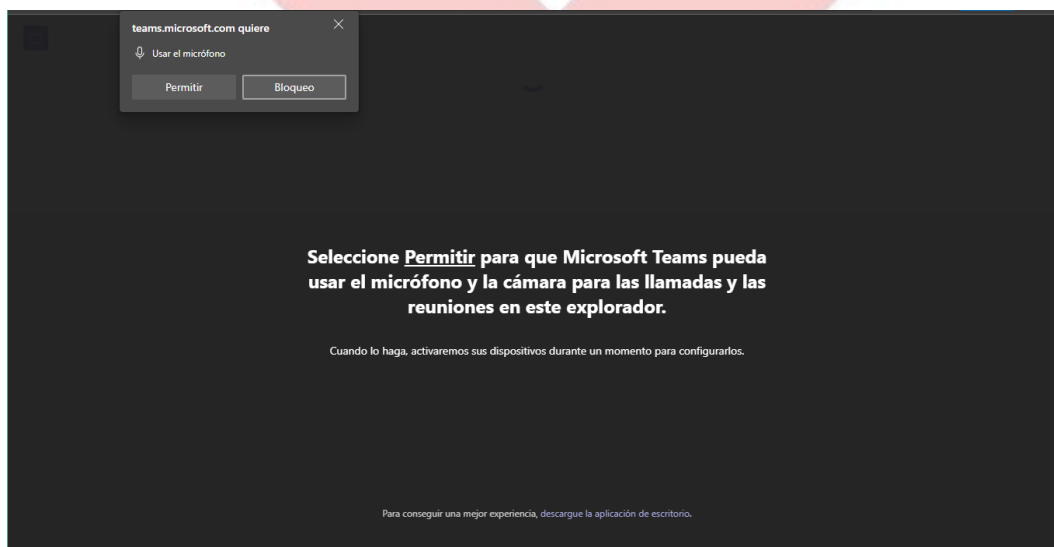 teams.microsoft.com quiere
Usar el micrófono
Permitir Bloqueo
Seleccione Permitir para que Microsoft Teams pueda
usar el micrófono y la cámara para las llamadas y las
reuniones en este explorador.
Cuando lo haga, activaremos sus dispositivos durante un momento para configurarlos.
Para conseguir una mejor experiencia, descargue la aplicación de escritorio.